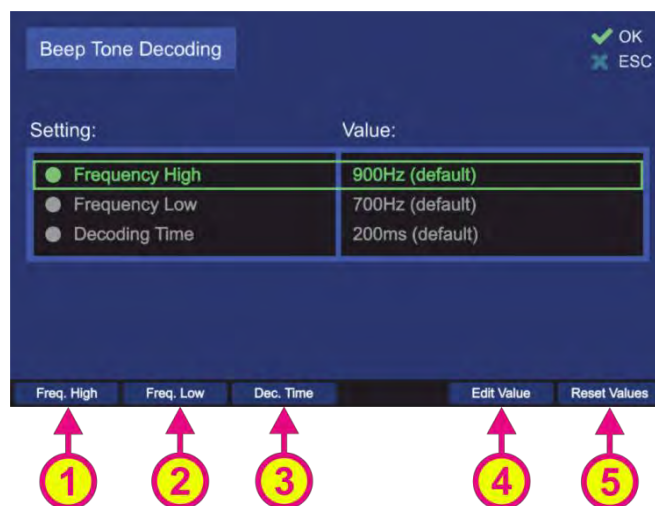 Beep Tone Decoding
OK
ESC
Setting: Value:
Frequency High 900Hz (default)
Frequency Low 700Hz (default)
Decoding Time 200ms (default)
Freq. High Freq. Low Dec. Time Edit Value Reset Values
1 2 3 4 5